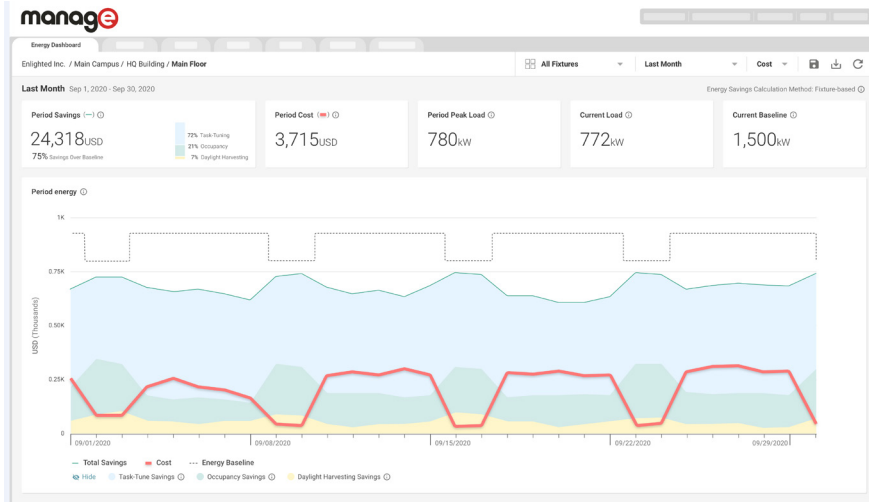 manage
Energy Dashboard
Enlighted Inc. / Main Campus / HQ Building / Main Floor
All Fixtures
Last Month
Cost
Last Month Sep 1, 2020 - Sep 30, 2020
Energy Savings Calculation Method: Fixture-based
Period Savings (—)
24,318USD
75% Savings Over Baseline
72% Task-Tuning
21% Occupancy
7% Daylight Harvesting
Period Cost (=)
3,715USD
Period Peak Load
780kW
Current Load
772kW
Current Baseline
1,500kW
Period energy
USD (Thousands)
1K
0.75K
0.50K
0.25K
0
09/01/2020
09/08/2020
09/15/2020
09/22/2020
09/29/2020
Total Savings
Cost
Energy Baseline
Hide
Task-Tune Savings
Occupancy Savings
Daylight Harvesting Savings